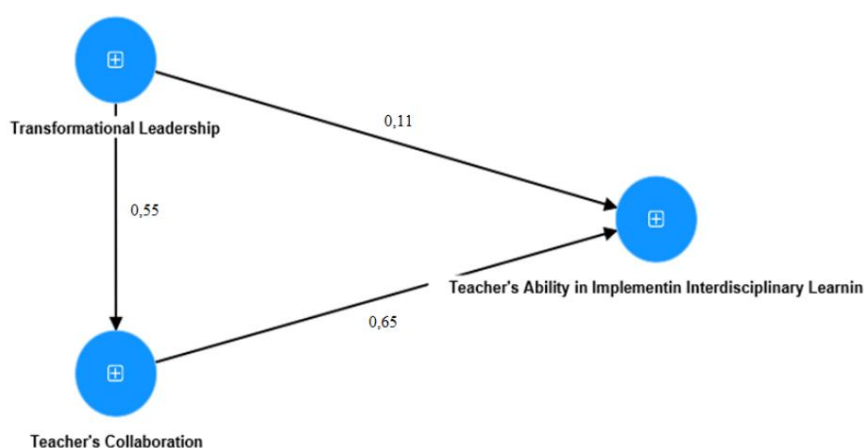 Transformational Leadership
0,11
0,55
Teacher's Ability in Implementin Interdisciplinary Learnin
0,65
Teacher's Collaboration